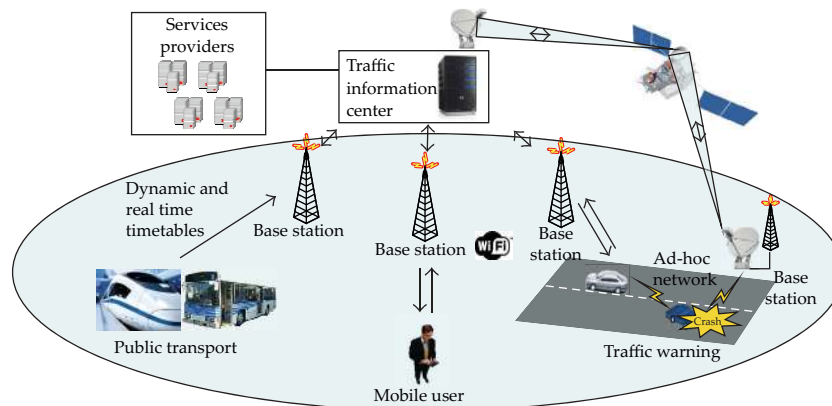 Services
providers
Traffic
information
center
Dynamic and
real time
timetables
Base station
Base station
WiFi
Base
station
Ad-hoc
network
Base
station
Crash
Public transport
Traffic warning
Mobile user